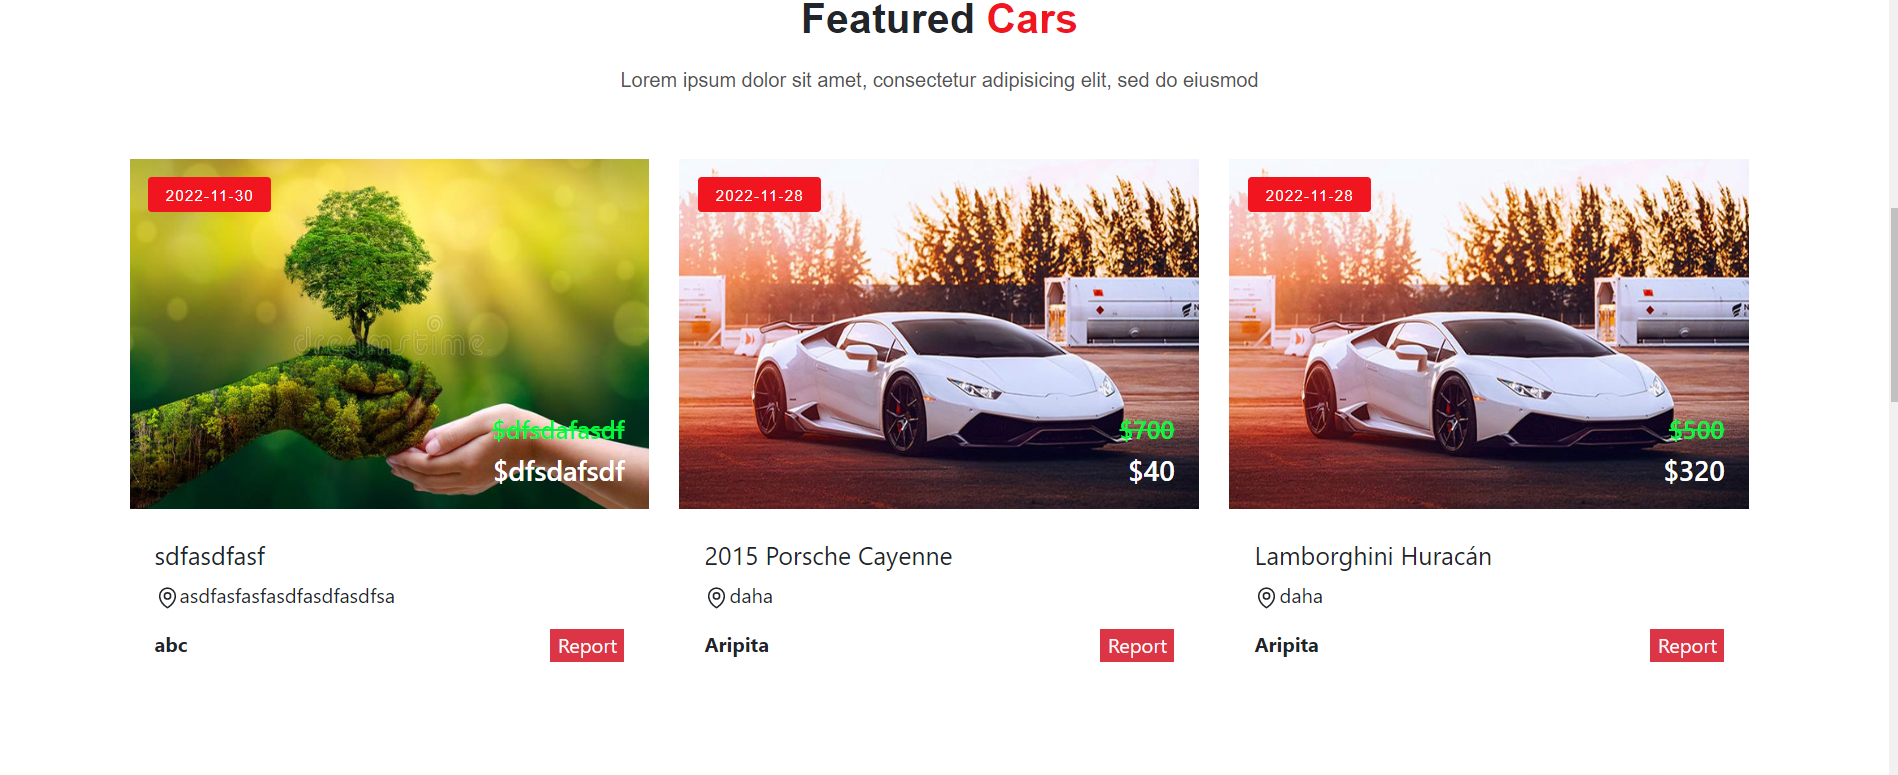 Featured Cars
Lorem ipsum dolor sit amet, consectetur adipisicing elit, sed do eiusmod
2022-11-30
dreamstime
$dfsdafasdf
$dfsdafsdf
sdfasdfasf
asdfasfasfasdfasdfasdfsa
abc
Report
2022-11-28
$700
$40
2015 Porsche Cayenne
daha
Aripita
Report
2022-11-28
$500
$320
Lamborghini Huracán
daha
Aripita
Report